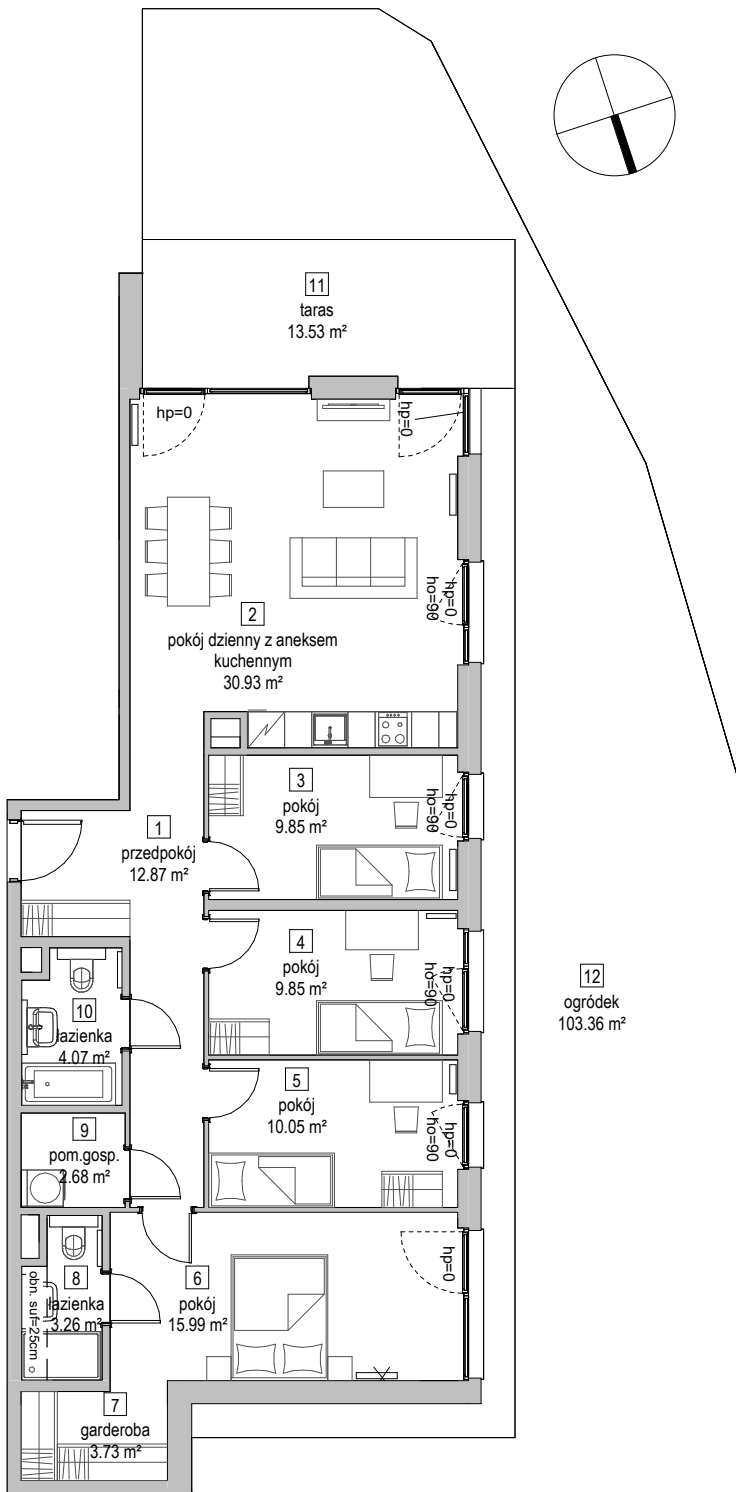 11
taras
13.53 m²
hp=0
hp=0
2
pokój dzienny z aneksem
kuchennym
30.93 m²
hp=0
ho=90
3
pokój
9.85 m²
hp=0
ho=90
1
przedpokój
12.87 m²
4
pokój
9.85 m²
hp=0
ho=90
12
ogródek
103.36 m²
10
łazienka
4.07 m²
5
pokój
10.05 m²
hp=0
ho=90
9
pom.gosp.
2.68 m²
8
łazienka
3.26 m²
obn. suf=25cm
6
pokój
15.99 m²
hp=0
7
garderoba
3.73 m²